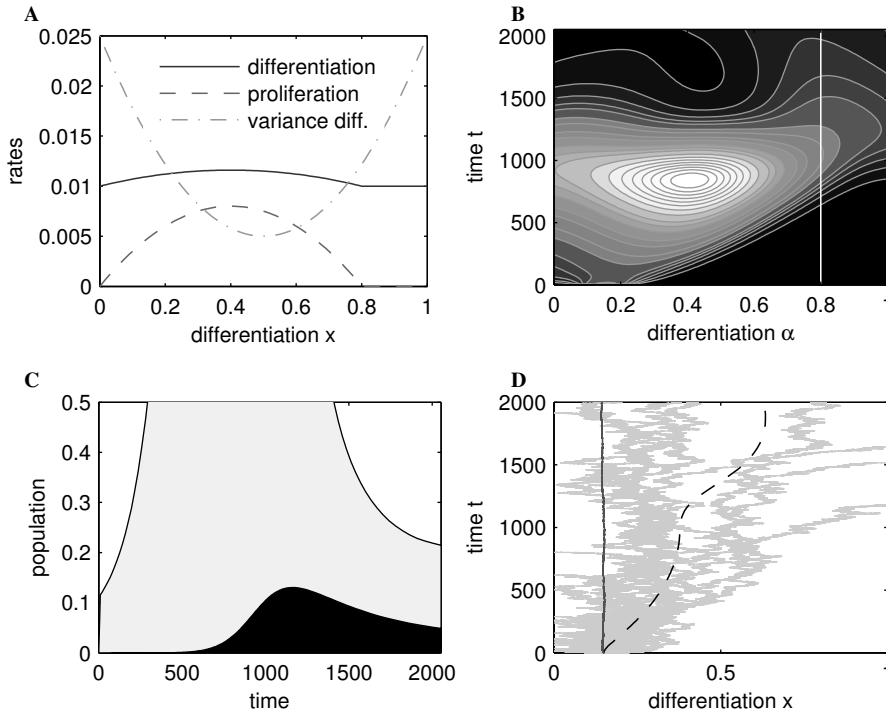 A
0.025
0.02
0.015
0.01
0.005
0
rates
differentiation
proliferation
variance diff.
0 0.2 0.4 0.6 0.8 1
differentiation x
B
2000
1500
1000
500
0
time t
0 0.2 0.4 0.6 0.8 1
differentiation α
C
0.5
0.4
0.3
0.2
0.1
0
population
0 500 1000 1500 2000
time
D
2000
1500
1000
500
0
time t
0 0.5 1
differentiation x